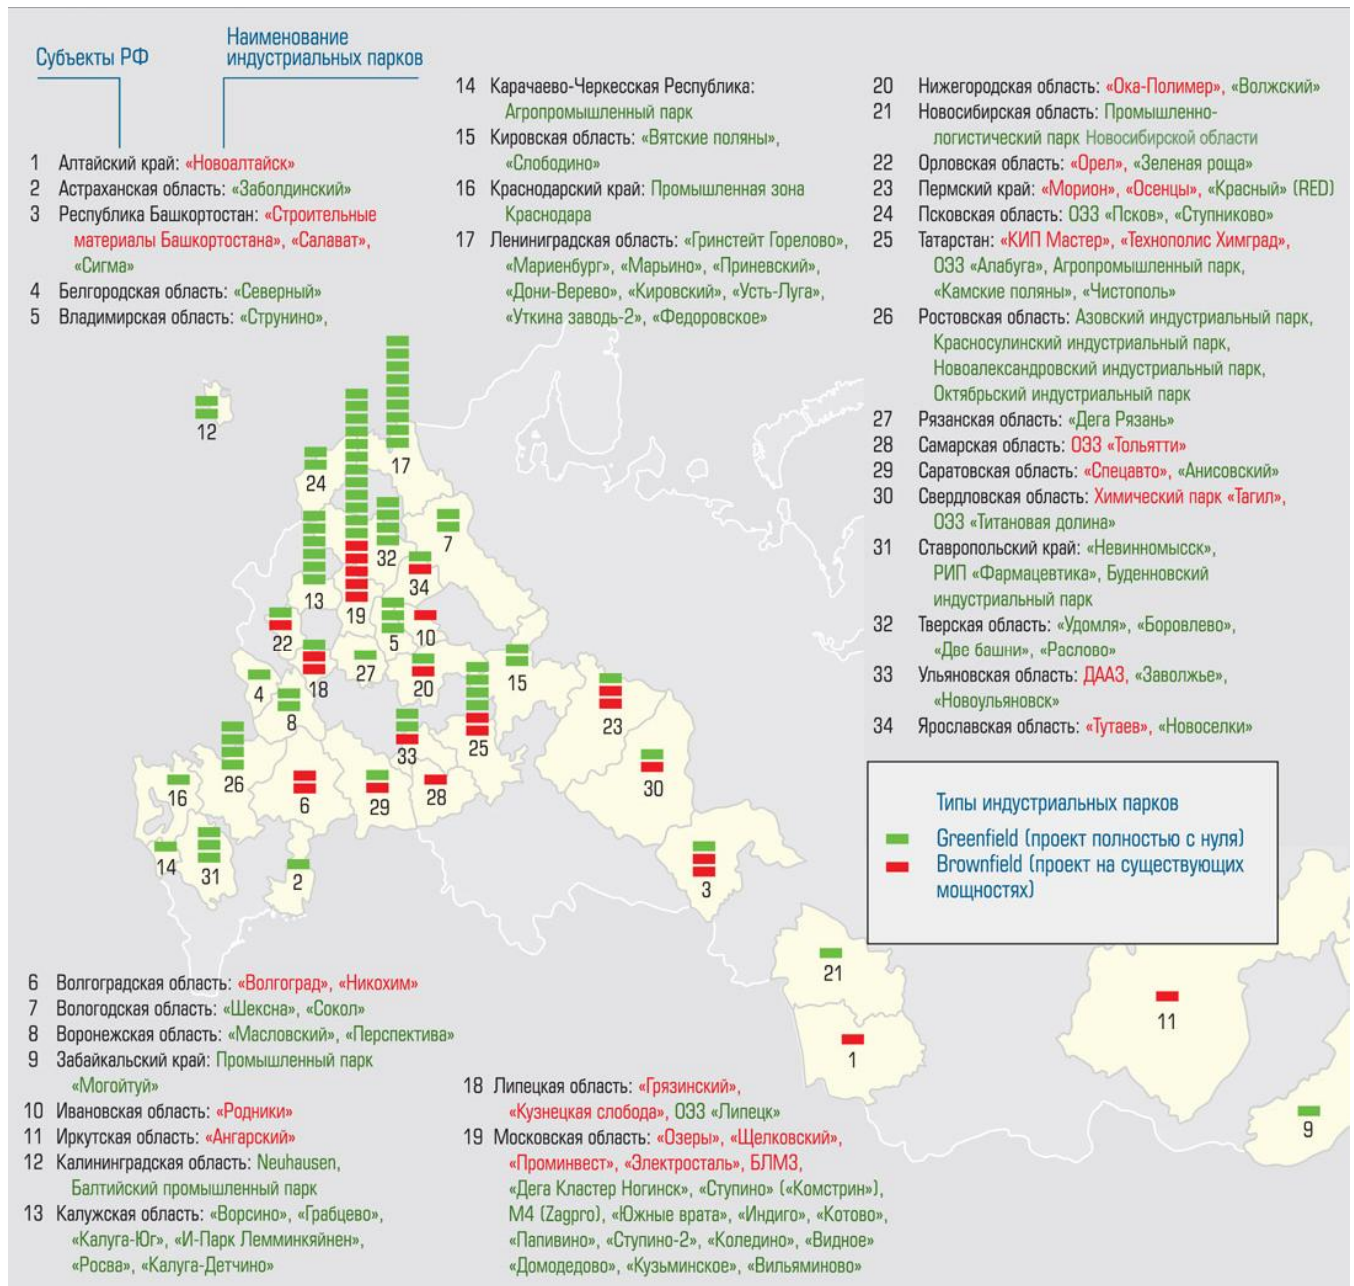 Субъекты РФ
Наименование
индустриальных парков
1 Алтайский край: «Новоалтайск»
2 Астраханская область: «Заболдинский»
3 Республика Башкортостан: «Строительные
материалы Башкортостана», «Салават»,
«Сигма»
4 Белгородская область: «Северный»
5 Владимирская область: «Струнино»,
14 Карачаево-Черкесская Республика:
Агропромышленный парк
15 Кировская область: «Вятские поляны»,
«Слободино»
16 Краснодарский край: Промышленная зона
Краснодара
17 Лениниградская область: «Гринстейт Горелово»,
«Мариенбург», «Марьино», «Приневский»,
«Дони-Верево», «Кировский», «Усть-Луга»,
«Уткина заводь-2», «Федоровское»
20 Нижегородская область: «Ока-Полимер», «Волжский»
21 Новосибирская область: Промышленно-
логистический парк Новосибирской области
22 Орловская область: «Орел», «Зеленая роща»
23 Пермский край: «Морион», «Осенцы», «Красный» (RED)
24 Псковская область: ОЭЗ «Псков», «Ступниково»
25 Татарстан: «КИП Мастер», «Технополис Химград»,
ОЭЗ «Алабуга», Агропромышленный парк,
«Камские поляны», «Чистополь»
26 Ростовская область: Азовский индустриальный парк,
Красносулинский индустриальный парк,
Новоалександровский индустриальный парк,
Октябрьский индустриальный парк
27 Рязанская область: «Дега Рязань»
28 Самарская область: ОЭЗ «Тольятти»
29 Саратовская область: «Спецавто», «Анисовский»
30 Свердловская область: Химический парк «Тагил»,
ОЭЗ «Титановая долина»
31 Ставропольский край: «Невинномысск»,
РИП «Фармацевтика», Буденновский
индустриальный парк
32 Тверская область: «Удомля», «Боровлево»,
«Две башни», «Раслово»
33 Ульяновская область: ДААЗ, «Заволжье»,
«Новоульяновск»
34 Ярославская область: «Тутаев», «Новоселки»
12
17
24
7
32
34
13
19
5
10
22
18
27
20
15
4
8
23
25
33
26
30
16
6
29
28
14
31
2
3
21
11
1
9
Типы индустриальных парков
Greenfield (проект полностью с нуля)
Brownfield (проект на существующих
мощностях)
6 Волгоградская область: «Волгоград», «Никохим»
7 Вологодская область: «Шексна», «Сокол»
8 Воронежская область: «Масловский», «Перспектива»
9 Забайкальский край: Промышленный парк
«Могойтуй»
10 Ивановская область: «Родники»
11 Иркутская область: «Ангарский»
12 Калининградская область: Neuhausen,
Балтийский промышленный парк
13 Калужская область: «Ворсино», «Грабцево»,
«Калуга-Юг», «И-Парк Лемминкяйнен»,
«Росва», «Калуга-Детчино»
18 Липецкая область: «Грязинский»,
«Кузнецкая слобода», ОЭЗ «Липецк»
19 Московская область: «Озеры», «Щелковский»,
«Проминвест», «Электросталь», БЛМЗ,
«Дега Кластер Ногинск», «Ступино» («Комстрин»),
М4 (Zagpro), «Южные врата», «Индиго», «Котово»,
«Папивино», «Ступино-2», «Коледино», «Видное»
«Домодедово», «Кузьминское», «Вильяминово»